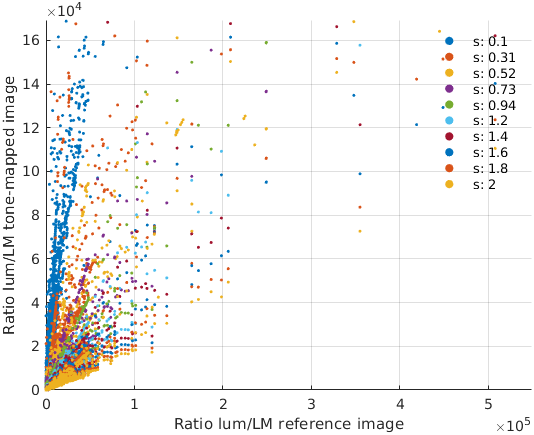 ×10⁴
Ratio lum/LM tone-mapped image
16
14
12
10
8
6
4
2
0
s: 0.1
s: 0.31
s: 0.52
s: 0.73
s: 0.94
s: 1.2
s: 1.4
s: 1.6
s: 1.8
s: 2
0 1 2 3 4 5
Ratio lum/LM reference image
×10⁵